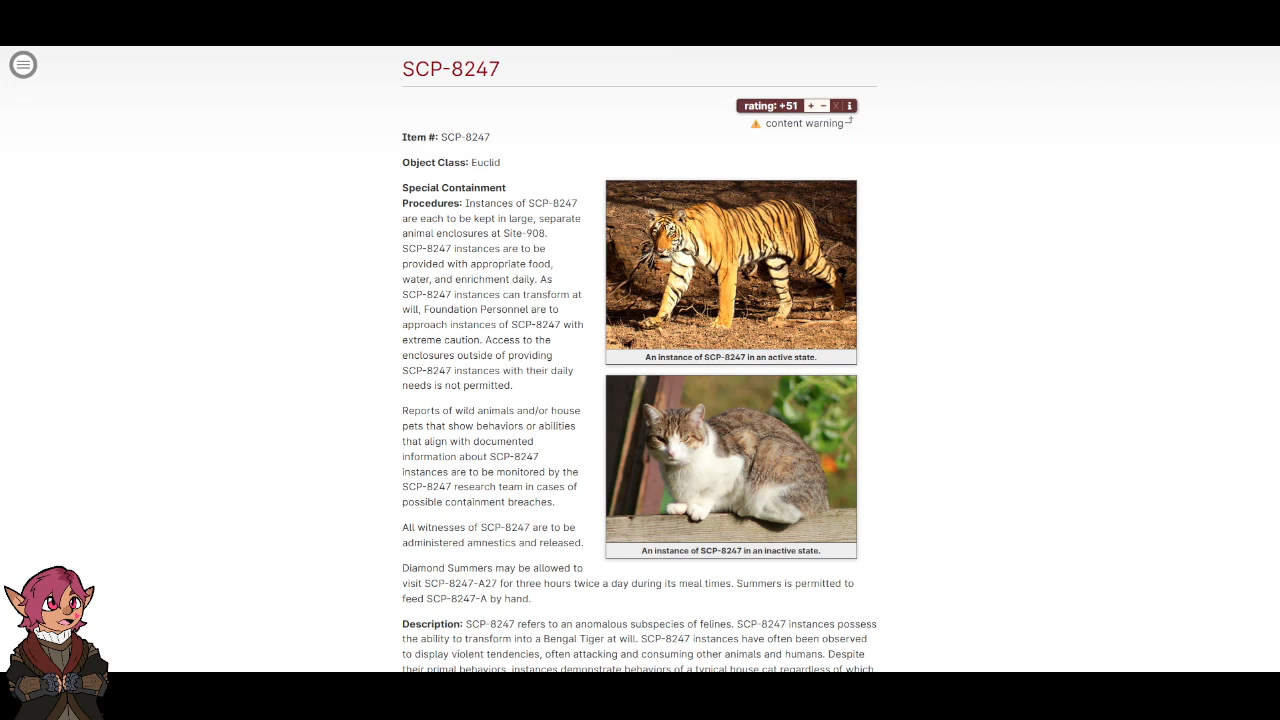 SCP-8247
rating: +51 + − X i
⚠ content warning
Item #: SCP-8247
Object Class: Euclid
Special Containment
Procedures: Instances of SCP-8247
are each to be kept in large, separate
animal enclosures at Site-908.
SCP-8247 instances are to be
provided with appropriate food,
water, and enrichment daily. As
SCP-8247 instances can transform at
will, Foundation Personnel are to
approach instances of SCP-8247 with
extreme caution. Access to the
enclosures outside of providing
SCP-8247 instances with their daily
needs is not permitted.
An instance of SCP-8247 in an active state.
Reports of wild animals and/or house
pets that show behaviors or abilities
that align with documented
information about SCP-8247
instances are to be monitored by the
SCP-8247 research team in cases of
possible containment breaches.
All witnesses of SCP-8247 are to be
administered amnestics and released.
An instance of SCP-8247 in an inactive state.
Diamond Summers may be allowed to
visit SCP-8247-A27 for three hours twice a day during its meal times. Summers is permitted to
feed SCP-8247-A by hand.
Description: SCP-8247 refers to an anomalous subspecies of felines. SCP-8247 instances possess
the ability to transform into a Bengal Tiger at will. SCP-8247 instances have often been observed
to display violent tendencies, often attacking and consuming other animals and humans. Despite
their primal behaviors, instances demonstrate behaviors of a typical house cat regardless of which